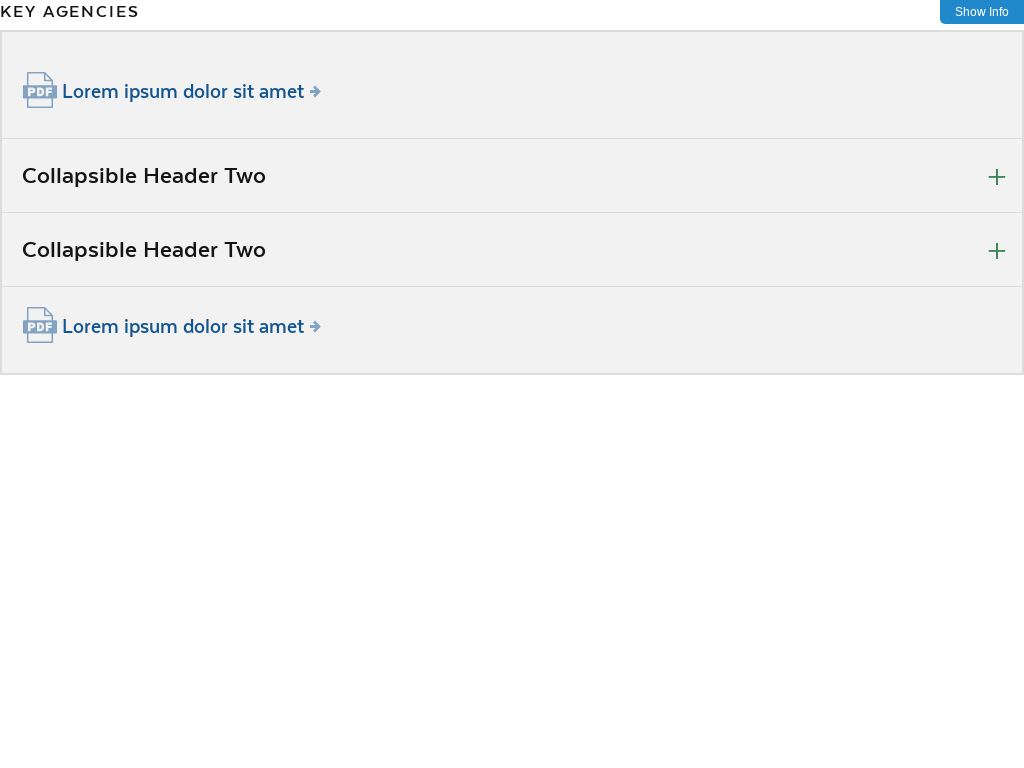 KEY AGENCIES
Show Info
PDF Lorem ipsum dolor sit amet
Collapsible Header Two
Collapsible Header Two
PDF Lorem ipsum dolor sit amet